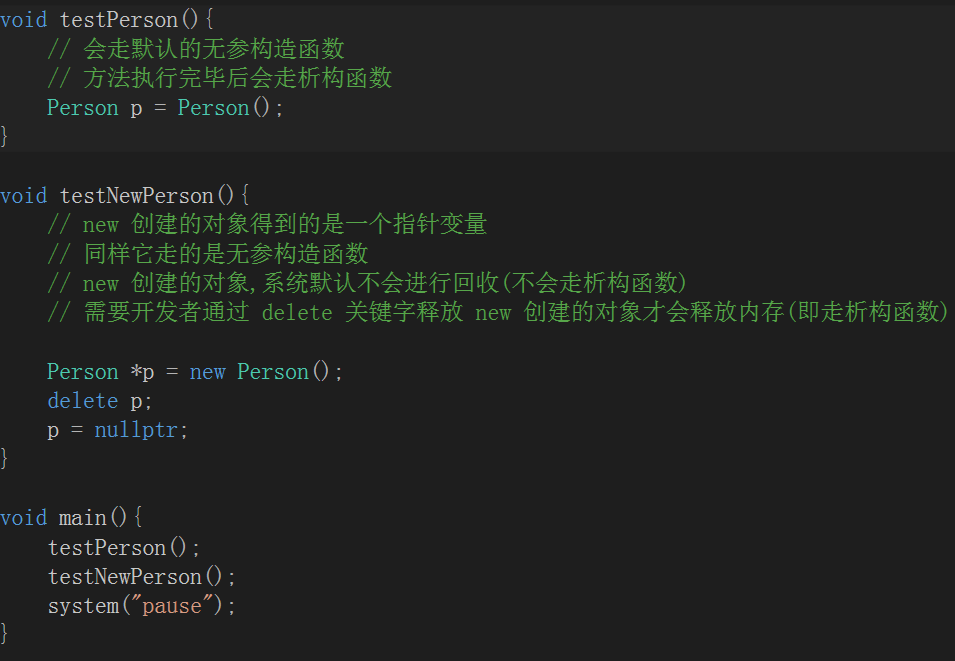 void testPerson(){
// 会走默认的无参构造函数
// 方法执行完毕后会走析构函数
Person p = Person();
}
void testNewPerson(){
// new 创建的对象得到的是一个指针变量
// 同样它走的是无参构造函数
// new 创建的对象,系统默认不会进行回收(不会走析构函数)
// 需要开发者通过 delete 关键字释放 new 创建的对象才会释放内存(即走析构函数)
Person *p = new Person();
delete p;
p = nullptr;
}
void main(){
testPerson();
testNewPerson();
system("pause");
}